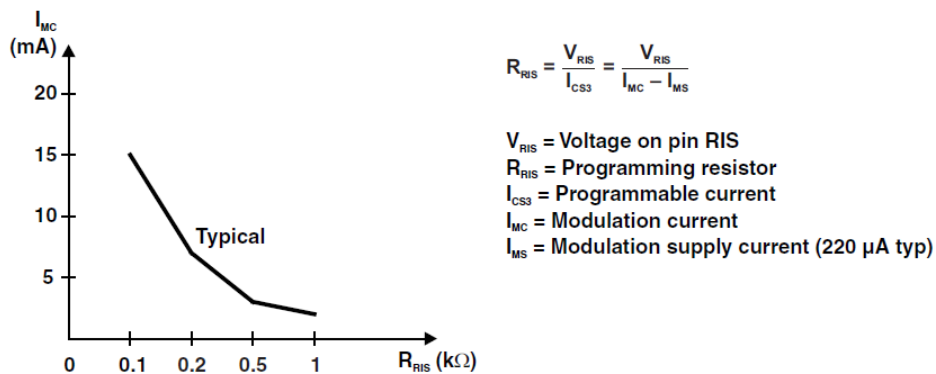 I_MC
(mA)
20
15
10
5
Typical
0 0.1 0.2 0.5 1 R_RIS (kΩ)
R_RIS = V_RIS / I_CS3 = V_RIS / (I_MC – I_MS)
V_RIS = Voltage on pin RIS
R_RIS = Programming resistor
I_CS3 = Programmable current
I_MC = Modulation current
I_MS = Modulation supply current (220 µA typ)